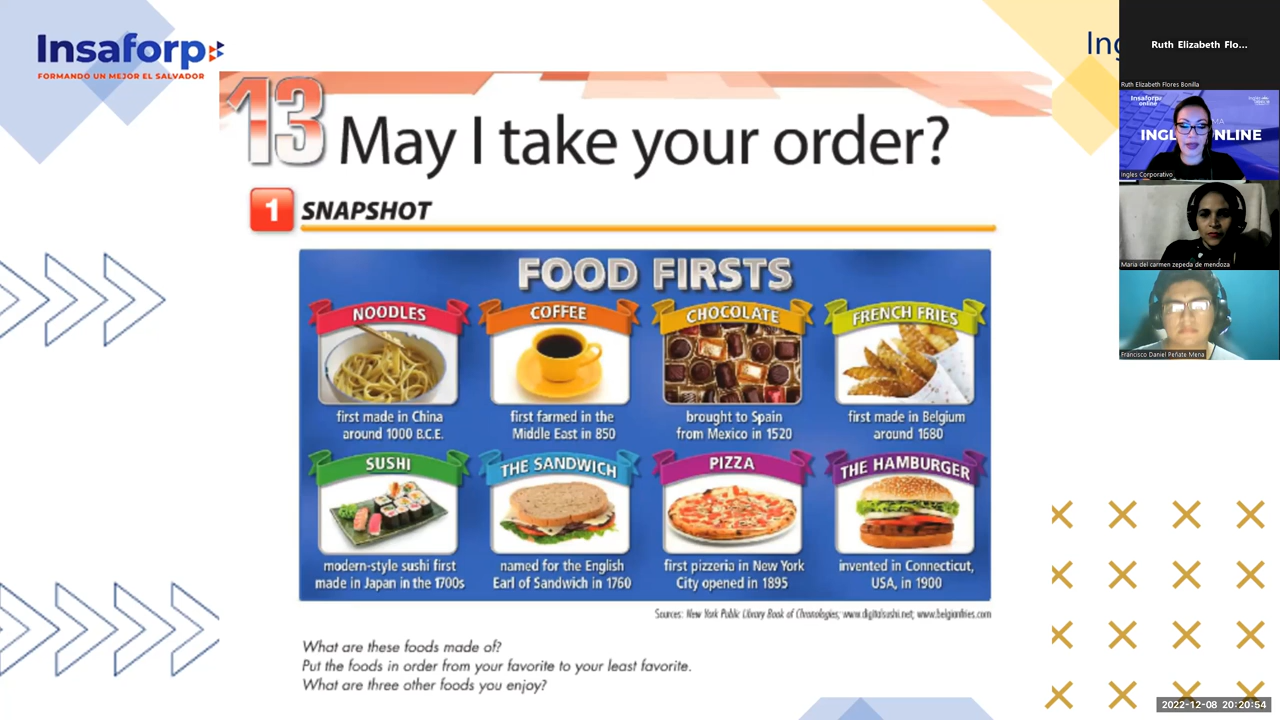 Insaforp
FORMANDO UN MEJOR EL SALVADOR
13 May I take your order?
1 SNAPSHOT
FOOD FIRSTS
NOODLES
first made in China
around 1000 B.C.E.
COFFEE
first farmed in the
Middle East in 850
CHOCOLATE
brought to Spain
from Mexico in 1520
FRENCH FRIES
first made in Belgium
around 1680
SUSHI
modern-style sushi first
made in Japan in the 1700s
THE SANDWICH
named for the English
Earl of Sandwich in 1760
PIZZA
first pizzeria in New York
City opened in 1895
THE HAMBURGER
invented in Connecticut,
USA, in 1900
Sources: New York Public Library Book of Chronologies; www.digitalsushi.net; www.belgianfries.com
What are these foods made of?
Put the foods in order from your favorite to your least favorite.
What are three other foods you enjoy?
Ing
Ruth Elizabeth Flo...
Ruth Elizabeth Flores Bonilla
Insaforp
online
INGL NLINE
Ingles Corporativo
Maria del carmen zepeda de mendoza
Francisco Daniel Peñate Mena
2022-12-08 20:20:54